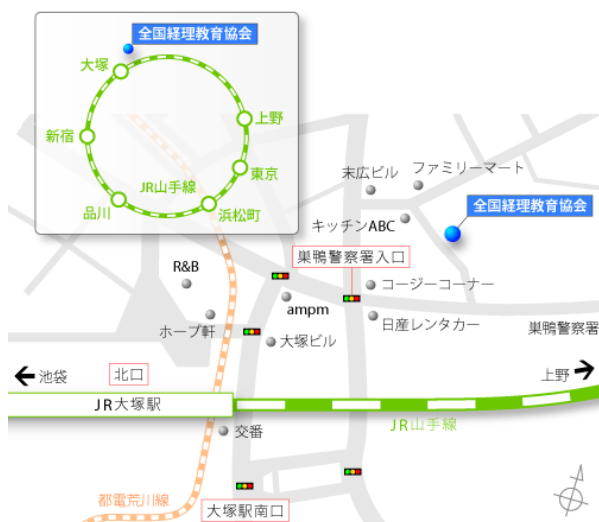 全国経理教育協会
大塚
上野
新宿
東京
JR山手線
品川
浜松町
末広ビル
ファミリーマート
全国経理教育協会
キッチンABC
巣鴨警察署入口
R&B
コージーコーナー
ampm
ホープ軒
日産レンタカー
巣鴨警察署
大塚ビル
池袋
北口
上野
JR大塚駅
JR山手線
交番
都電荒川線
大塚駅南口